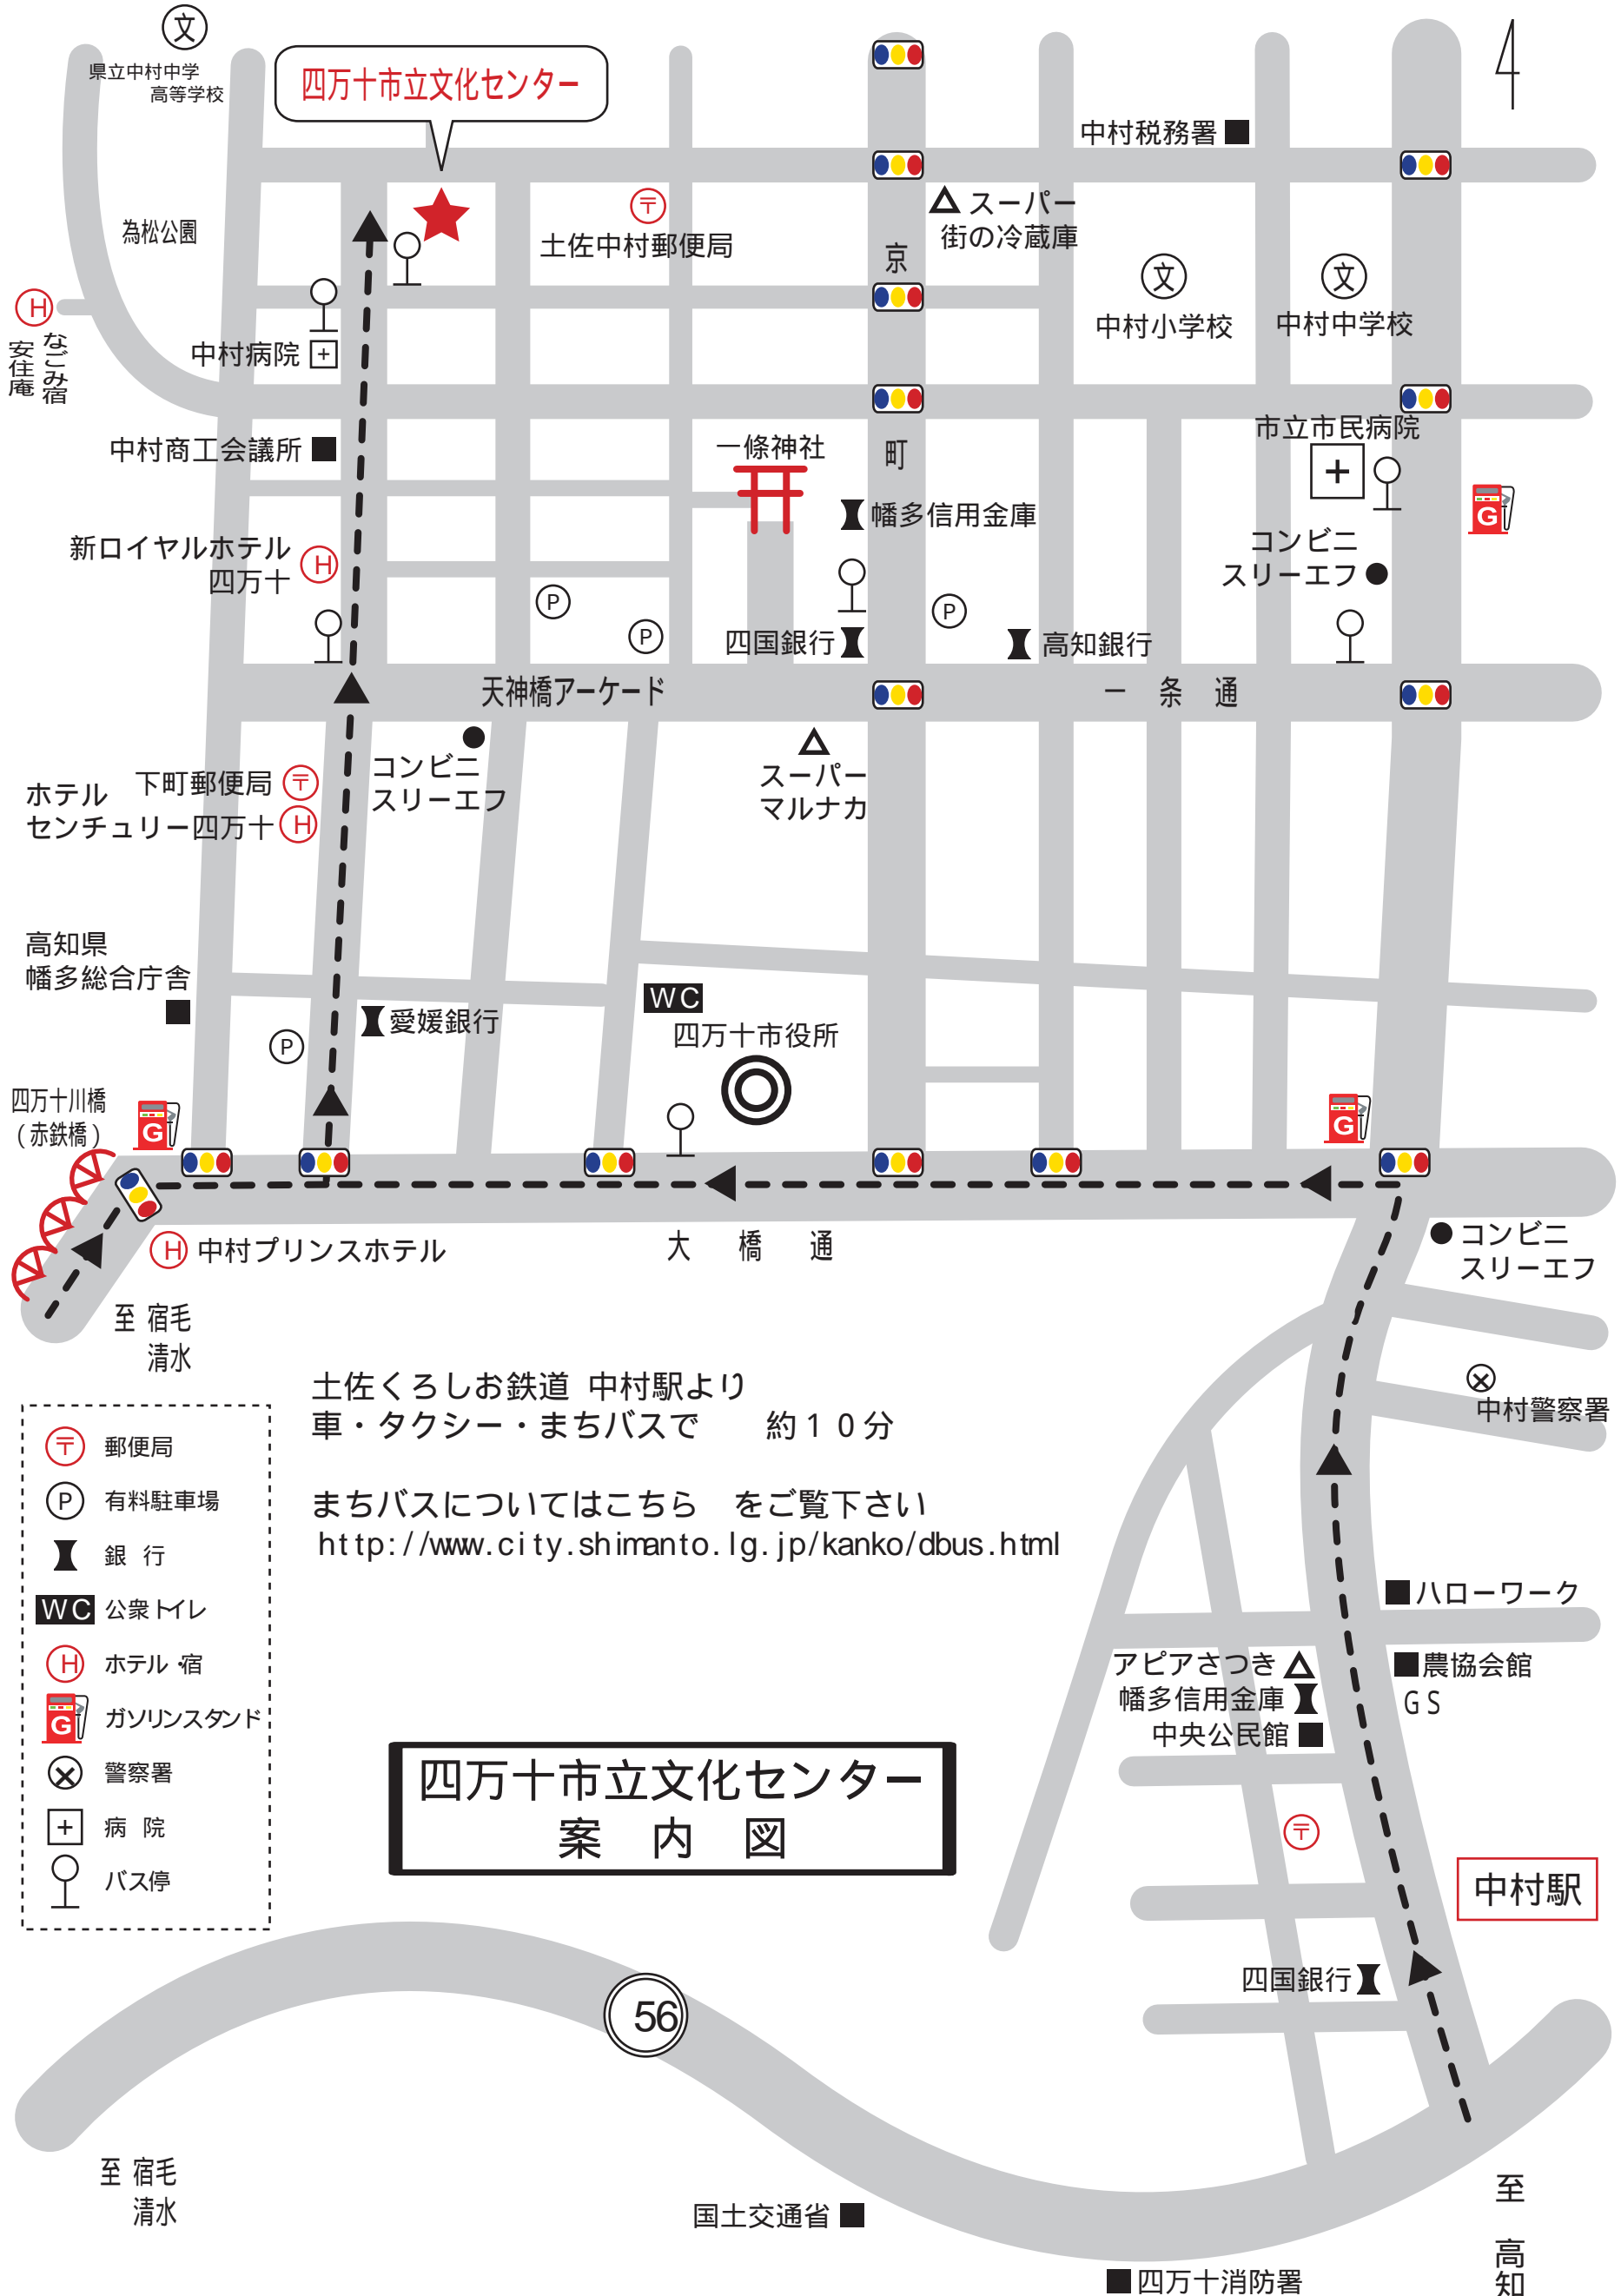 文
県立中村中学
高等学校
四万十市立文化センター
中村税務署
為松公園
〒
土佐中村郵便局
スーパー
街の冷蔵庫
京
町
文
中村小学校
文
中村中学校
H
なごみ宿
安住庵
中村病院
中村商工会議所
一條神社
市立市民病院
幡多信用金庫
G
新ロイヤルホテル
四万十
H
コンビニ
スリーエフ
P
P
P
四国銀行
高知銀行
天神橋アーケード
一条通
コンビニ
スリーエフ
スーパー
マルナカ
下町郵便局
〒
ホテル
センチュリー四万十
H
高知県
幡多総合庁舎
WC
四万十市役所
愛媛銀行
P
四万十川橋
(赤鉄橋)
G
G
H
中村プリンスホテル
大橋通
コンビニ
スリーエフ
至 宿毛
清水
土佐くろしお鉄道 中村駅より
車・タクシー・まちバスで 約10分
まちバスについてはこちら をご覧下さい
http://www.city.shimanto.lg.jp/kanko/dbus.html
中村警察署
〒 郵便局
P 有料駐車場
銀 行
WC 公衆トイレ
H ホテル・宿
G ガソリンスタンド
警察署
病 院
バス停
ハローワーク
アピアさつき
農協会館
幡多信用金庫
GS
中央公民館
四万十市立文化センター
案 内 図
〒
中村駅
四国銀行
56
至 宿毛
清水
国土交通省
至 高知
四万十消防署